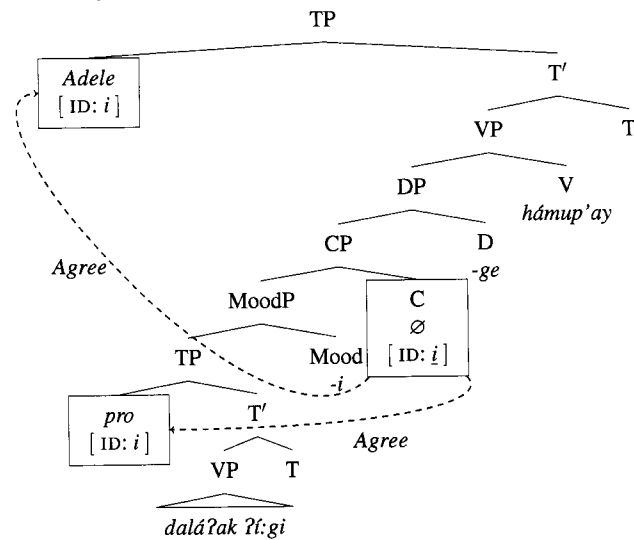 TP
Adele
[ ID: i ]
T′
VP
T
DP
V
hámup'ay
CP
D
-ge
Agree
MoodP
C
∅
[ ID: i ]
TP
Mood
-i
pro
[ ID: i ]
T′
Agree
VP
T
daláʔak ʔí:gi